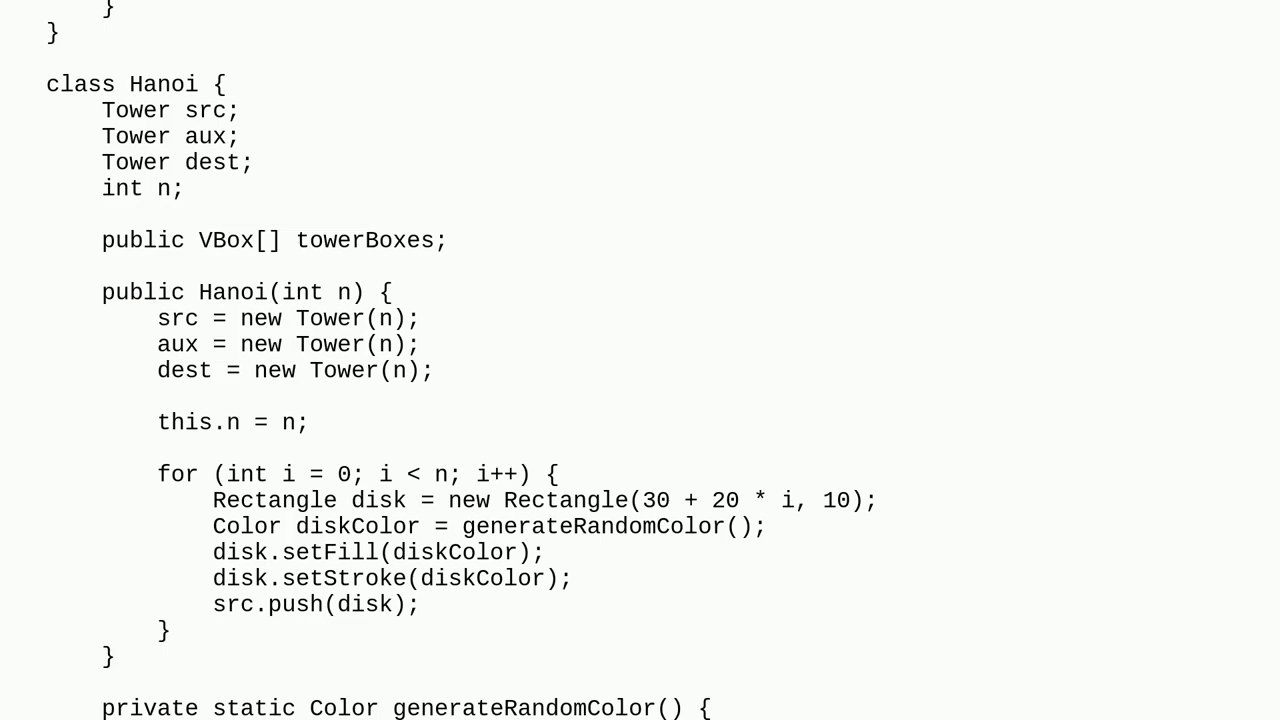 }
}

class Hanoi {
    Tower src;
    Tower aux;
    Tower dest;
    int n;

    public VBox[] towerBoxes;

    public Hanoi(int n) {
        src = new Tower(n);
        aux = new Tower(n);
        dest = new Tower(n);

        this.n = n;

        for (int i = 0; i < n; i++) {
            Rectangle disk = new Rectangle(30 + 20 * i, 10);
            Color diskColor = generateRandomColor();
            disk.setFill(diskColor);
            disk.setStroke(diskColor);
            src.push(disk);
        }
    }

    private static Color generateRandomColor() {